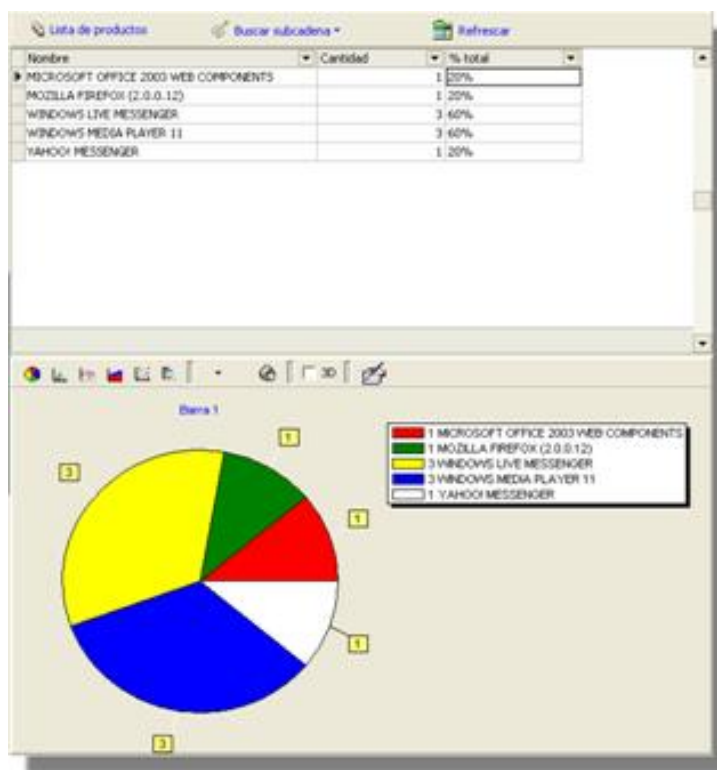 Lista de productos Buscar subcadena Refrescar
Nombre Cantidad % total
MICROSOFT OFFICE 2003 WEB COMPONENTS 1 20%
MOZILLA FIREFOX (2.0.0.12) 1 20%
WINDOWS LIVE MESSENGER 3 60%
WINDOWS MEDIA PLAYER 11 3 60%
YAHOO! MESSENGER 1 20%
3D
Barra 1
1
3
1
1
3
1 MICROSOFT OFFICE 2003 WEB COMPONENTS
1 MOZILLA FIREFOX (2.0.0.12)
3 WINDOWS LIVE MESSENGER
3 WINDOWS MEDIA PLAYER 11
1 YAHOO! MESSENGER